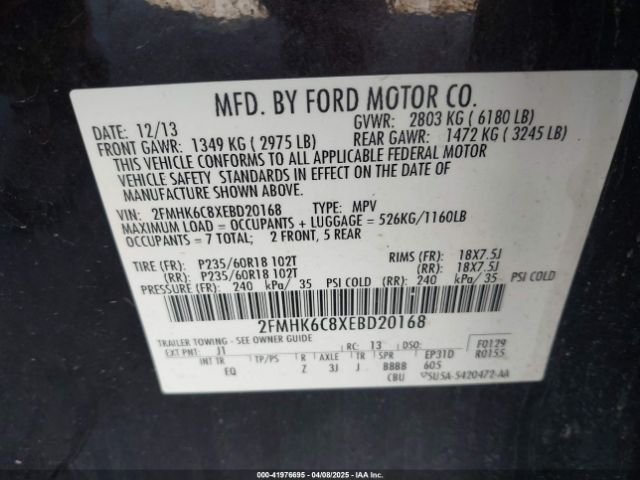 MFD. BY FORD MOTOR CO.
DATE: 12/13 GVWR: 2803 KG ( 6180 LB)
FRONT GAWR: 1349 KG ( 2975 LB) REAR GAWR: 1472 KG ( 3245 LB)
THIS VEHICLE CONFORMS TO ALL APPLICABLE FEDERAL MOTOR
VEHICLE SAFETY STANDARDS IN EFFECT ON THE DATE OF
MANUFACTURE SHOWN ABOVE.
VIN: 2FMHK6C8XEBD20168 TYPE: MPV
MAXIMUM LOAD = OCCUPANTS + LUGGAGE = 526KG/1160LB
OCCUPANTS = 7 TOTAL; 2 FRONT, 5 REAR
TIRE (FR): P235/60R18 102T RIMS (FR): 18X7.5J
(RR): P235/60R18 102T (RR): 18X7.5J
PRESSURE (FR): 240 kPa/ 35 PSI COLD (RR): 240 kPa/ 35 PSI COLD
2FMHK6C8XEBD20168
TRAILER TOWING - SEE OWNER GUIDE
EXT PNT: J1 RC: 13 DSO: F0129
INT TR TP/PS R AXLE TR SPR EP31D R0155
EQ Z 3J J BBBB 605
CBU 5U5A-5420472-AA
00-41976695 - 04/08/2025 - IAAI.COM